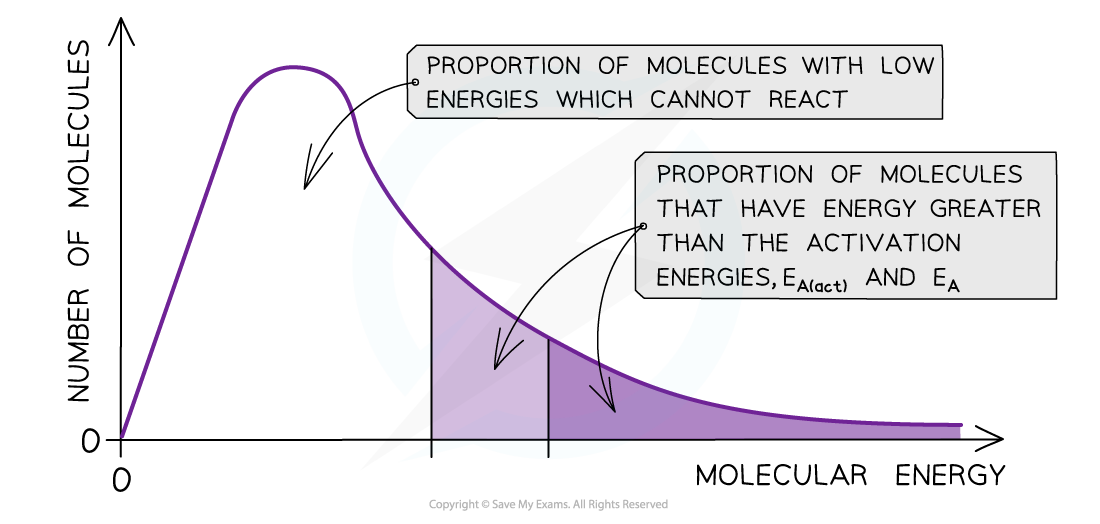 NUMBER OF MOLECULES
PROPORTION OF MOLECULES WITH LOW
ENERGIES WHICH CANNOT REACT
PROPORTION OF MOLECULES
THAT HAVE ENERGY GREATER
THAN THE ACTIVATION
ENERGIES, EA(act) AND EA
0
0
MOLECULAR ENERGY
Copyright © Save My Exams. All Rights Reserved